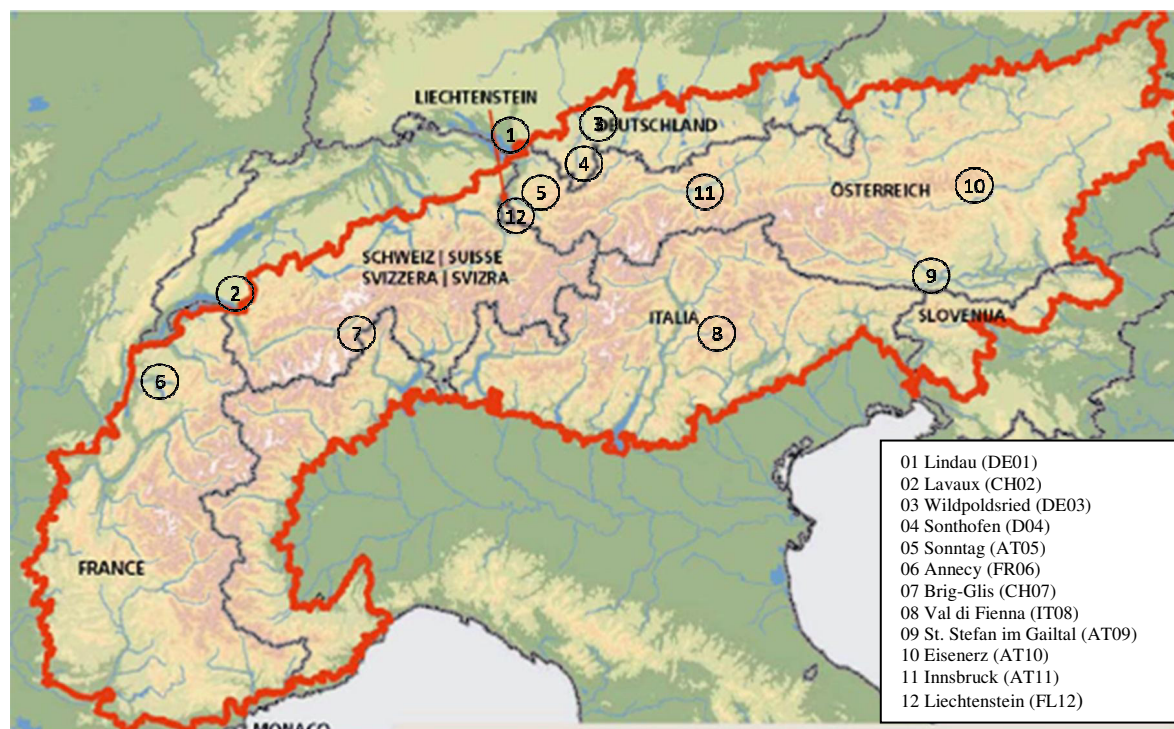 LIECHTENSTEIN
1
3
DEUTSCHLAND
4
5
11
ÖSTERREICH
10
12
SCHWEIZ | SUISSE
SVIZZERA | SVIZRA
2
9
ITALIA
SLOVENIJA
7
8
6
FRANCE
MONACO
01 Lindau (DE01)
02 Lavaux (CH02)
03 Wildpoldsried (DE03)
04 Sonthofen (D04)
05 Sonntag (AT05)
06 Annecy (FR06)
07 Brig-Glis (CH07)
08 Val di Fienna (IT08)
09 St. Stefan im Gailtal (AT09)
10 Eisenerz (AT10)
11 Innsbruck (AT11)
12 Liechtenstein (FL12)